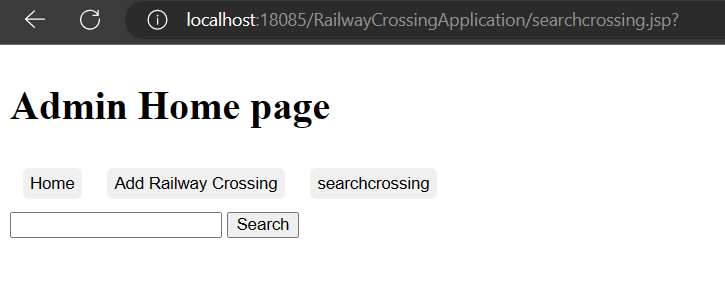 localhost:18085/RailwayCrossingApplication/searchcrossing.jsp?
Admin Home page
Home Add Railway Crossing searchcrossing
Search